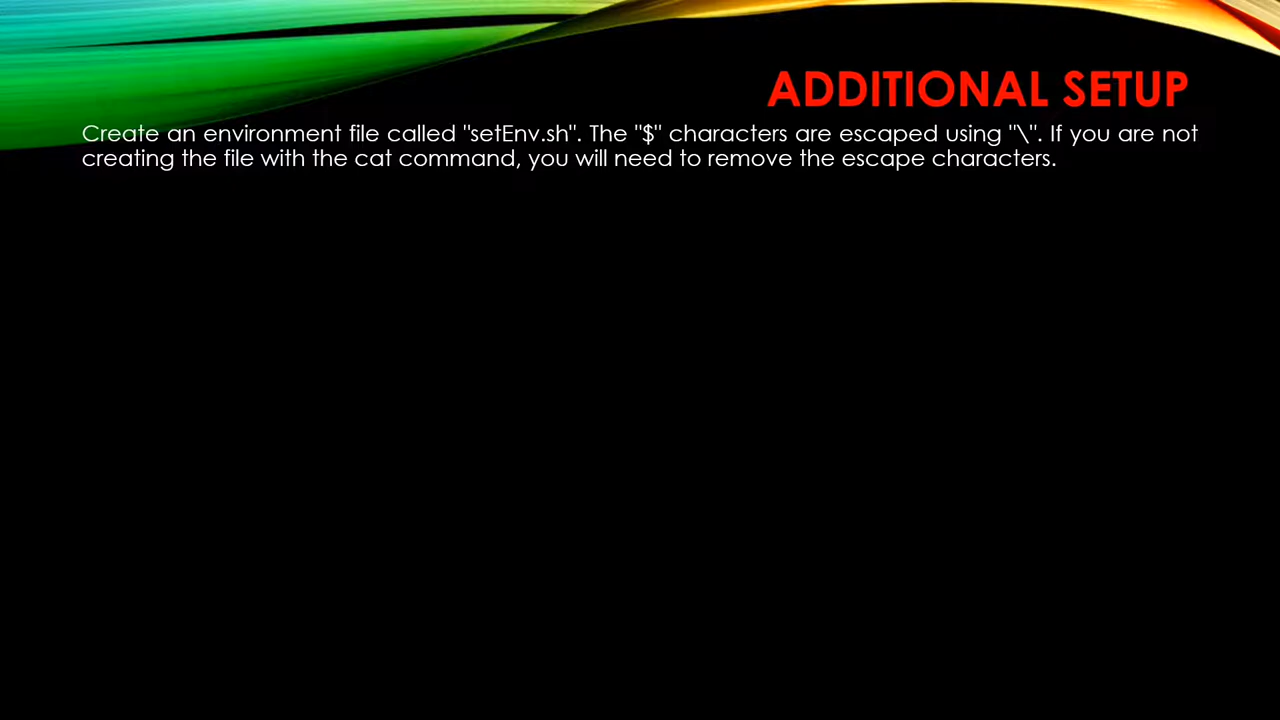 ADDITIONAL SETUP
Create an environment file called "setEnv.sh". The "$" characters are escaped using "\". If you are not
creating the file with the cat command, you will need to remove the escape characters.